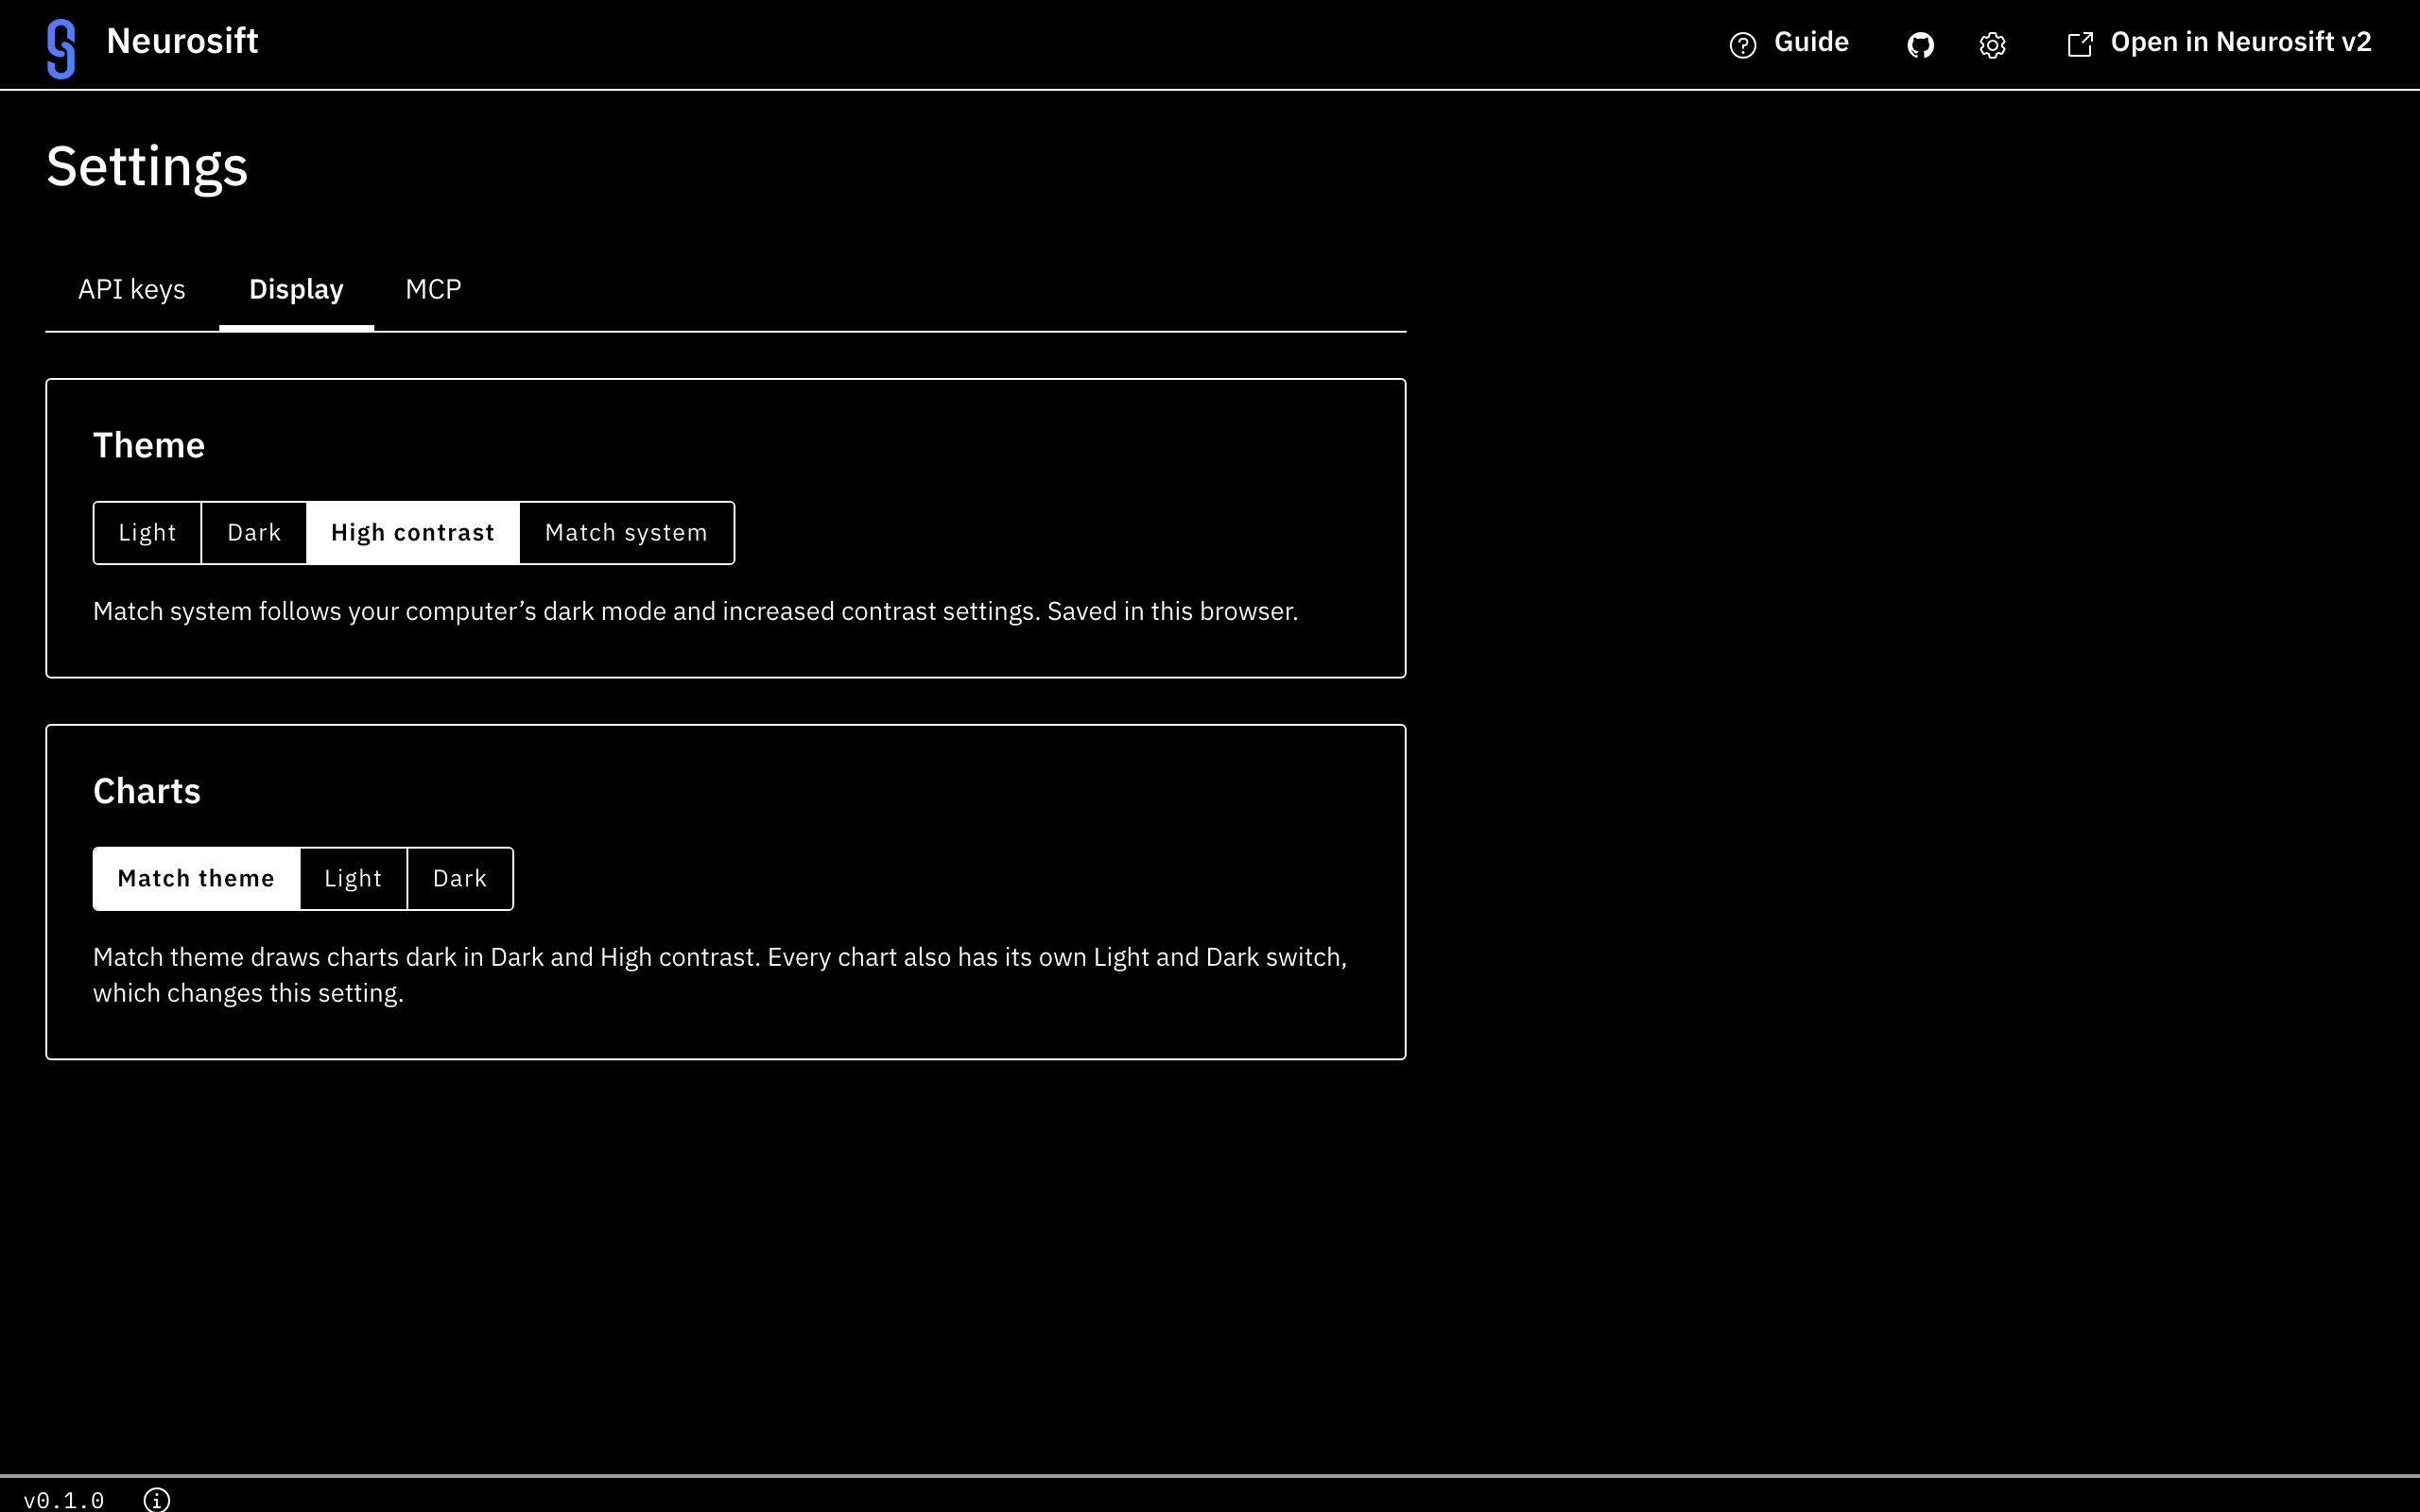 Neurosift
Guide
Open in Neurosift v2
Settings
API keys
Display
MCP
Theme
Light
Dark
High contrast
Match system
Match system follows your computer’s dark mode and increased contrast settings. Saved in this browser.
Charts
Match theme
Light
Dark
Match theme draws charts dark in Dark and High contrast. Every chart also has its own Light and Dark switch,
which changes this setting.
v0.1.0